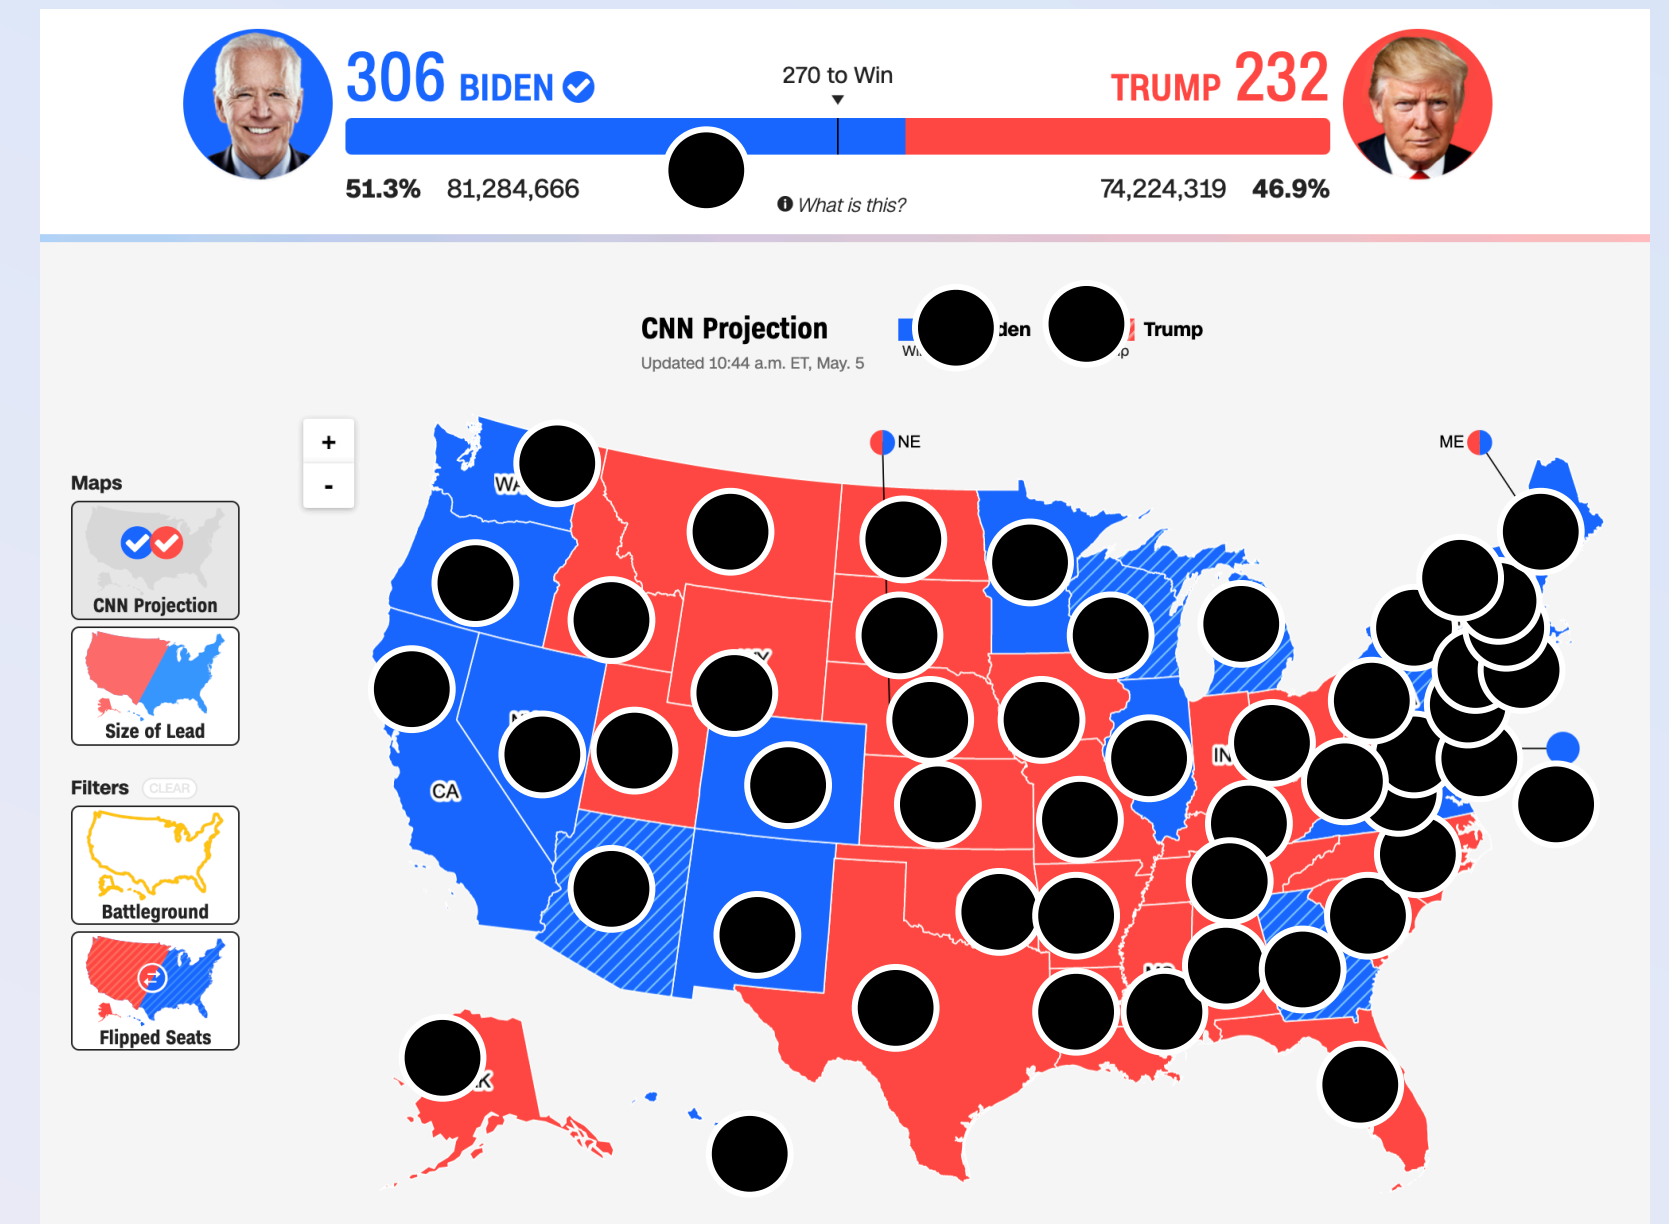 306 BIDEN
270 to Win
TRUMP 232
51.3% 81,284,666
What is this?
74,224,319 46.9%
CNN Projection
Trump
Updated 10:44 a.m. ET, May. 5
+
-
NE
ME
Maps
CNN Projection
Size of Lead
Filters CLEAR
Battleground
Flipped Seats
CA